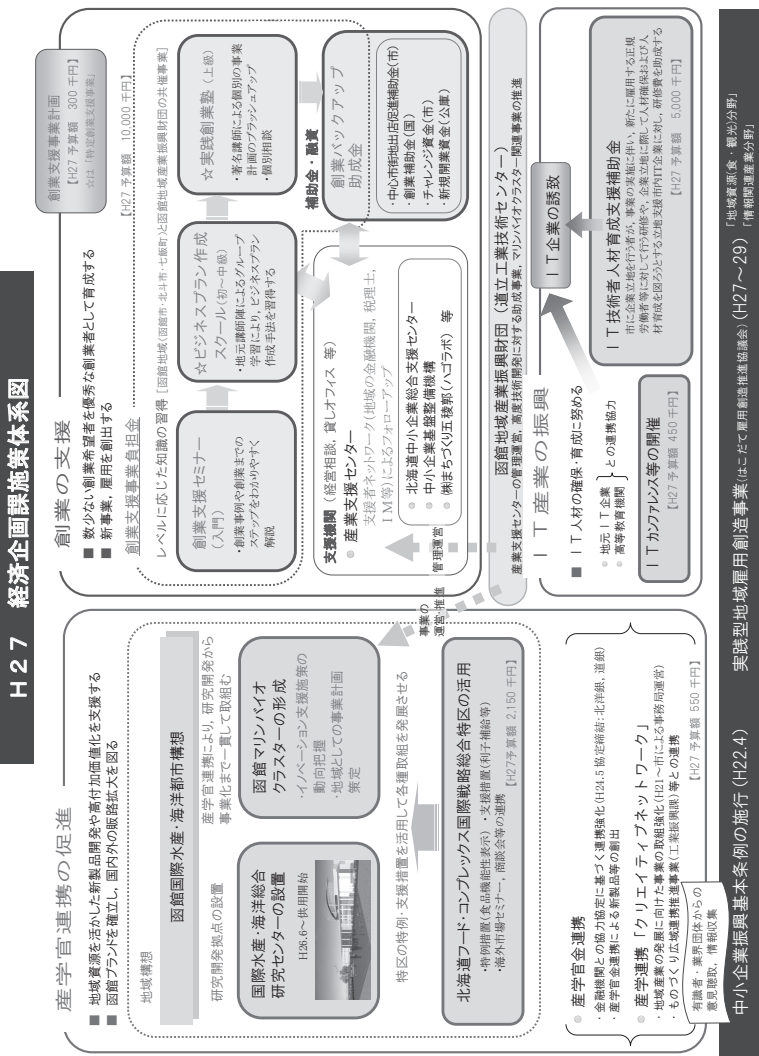 H27 経済企画課施策体系図
産学官連携の促進
■ 地域資源を活かした新製品開発や高付加価値化を支援する
■ 函館ブランドを確立し，国内外の販路拡大を図る
地域構想
函館国際水産・海洋都市構想
研究開発拠点の設置
産学官連携により，研究開発から
事業化まで一貫して取組む
国際水産・海洋総合
研究センターの設置
H26.6～供用開始
函館マリンバイオ
クラスターの形成
・イノベーション支援施策の
動向把握
・地域としての事業計画
策定
特区の特例・支援措置を活用して各種取組を発展させる
北海道フード・コンプレックス国際戦略総合特区の活用
・特例措置（食品機能性表示） ・支援措置（利子補給等）
・海外市場セミナー，商談会等の連携
【H27予算額 2,150 千円】
● 産学官金連携
・金融機関との協力協定に基づく連携強化（H24.5 協定締結：北洋銀，道銀）
・産学官金連携による新製品等の創出
● 産学連携「クリエイティブネットワーク」
・地域産業の発展に向けた事業の取組強化（H21～市による事務局運営）
・ものづくり広域連携推進事業（工業振興課）等との連携
【H27 予算額 550 千円】
有識者・業界団体からの
意見聴取，情報収集
創業の支援
■ 数少ない創業希望者を優秀な創業者として育成する
■ 新事業，雇用を創出する
創業支援事業計画
【H27 予算額 300 千円】
☆は「特定創業支援事業」
創業支援事業負担金
【H27 予算額 10,000 千円】
レベルに応じた知識の習得［函館地域（函館市・北斗市・七飯町）と函館地域産業振興財団の共催事業］
創業支援セミナー
（入門）
・創業事例や創業までの
ステップをわかりやすく
解説
☆ビジネスプラン作成
スクール（初～中級）
・地元講師陣によるグループ
学習により，ビジネスプラン
作成手法を習得する
☆実践創業塾（上級）
・著名講師による個別の事業
計画のブラッシュアップ
・個別相談
補助金・融資
創業バックアップ
助成金
・中心市街地出店促進補助金（市）
・創業補助金（国）
・チャレンジ資金（市）
・新規開業資金（公庫）
支援機関（経営相談，貸しオフィス 等）
● 産業支援センター
支援者ネットワーク（地域の金融機関，税理士，
IM等）によるフォローアップ
● 北海道中小企業総合支援センター
● 中小企業基盤整備機構
● ㈱まちづくり五稜郭（ハゴラボ） 等
管理運営
事業の
運営・推進
函館地域産業振興財団（道立工業技術センター）
産業支援センターの管理運営，高度技術開発に対する助成事業，マリンバイオクラスター関連事業の推進
IT産業の振興
■ IT人材の確保・育成に努める
● 地元IT企業
● 高等教育機関
との連携協力
IT企業の誘致
ITカンファレンス等の開催
【H27 予算額 450 千円】
IT技術者人材育成支援補助金
市に企業立地を行う者が，事業の実施に伴い，新たに雇用する正規
労働者等に対して行う研修や，企業立地に際して人材確保および人
材育成を図ろうとする立地支援市内IT企業に対し，研修費を助成する
【H27 予算額 5,000 千円】
中小企業振興基本条例の施行（H22.4）
実践型地域雇用創造事業（はこだて雇用創造推進協議会）（H27～29）
「地域資源（食・観光）分野」
「情報関連産業分野」